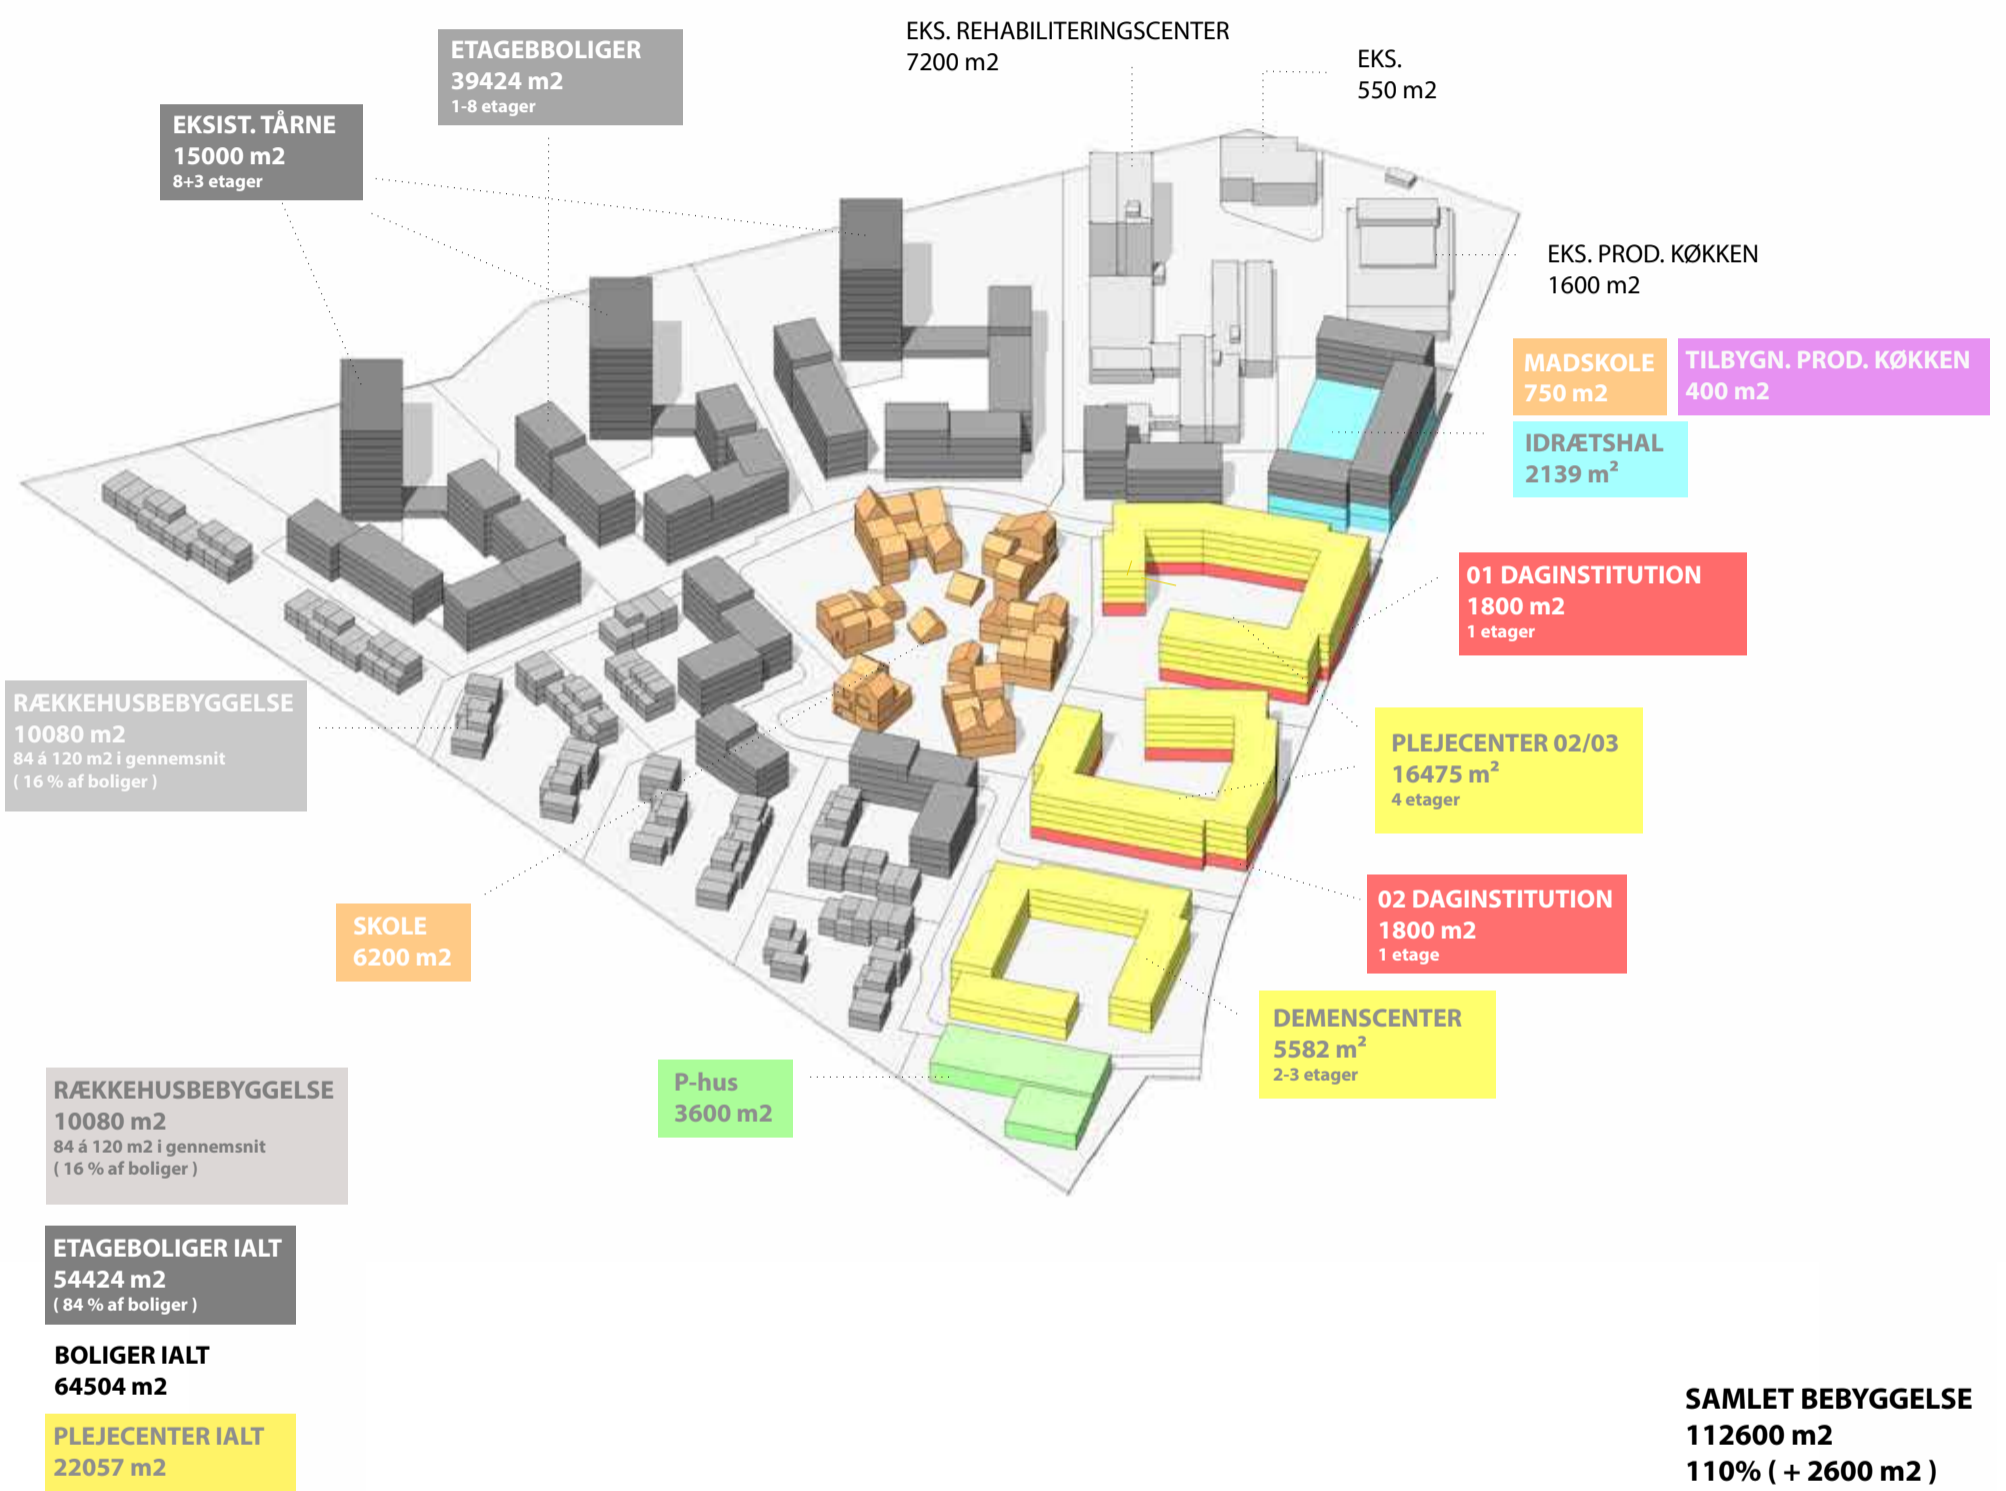 EKS. REHABILITERINGSCENTER
7200 m2
EKS.
550 m2
ETAGEBBOLIGER
39424 m2
1-8 etager
EKSIST. TÅRNE
15000 m2
8+3 etager
EKS. PROD. KØKKEN
1600 m2
MADSKOLE
750 m2
TILBYGN. PROD. KØKKEN
400 m2
IDRÆTSHAL
2139 m²
01 DAGINSTITUTION
1800 m2
1 etager
RÆKKEHUSBEBYGGELSE
10080 m2
84 á 120 m2 i gennemsnit
( 16 % af boliger )
PLEJECENTER 02/03
16475 m²
4 etager
SKOLE
6200 m2
02 DAGINSTITUTION
1800 m2
1 etage
DEMENSCENTER
5582 m²
2-3 etager
P-hus
3600 m2
RÆKKEHUSBEBYGGELSE
10080 m2
84 á 120 m2 i gennemsnit
( 16 % af boliger )
ETAGEBOLIGER IALT
54424 m2
( 84 % af boliger )
BOLIGER IALT
64504 m2
PLEJECENTER IALT
22057 m2
SAMLET BEBYGGELSE
112600 m2
110% ( + 2600 m2 )